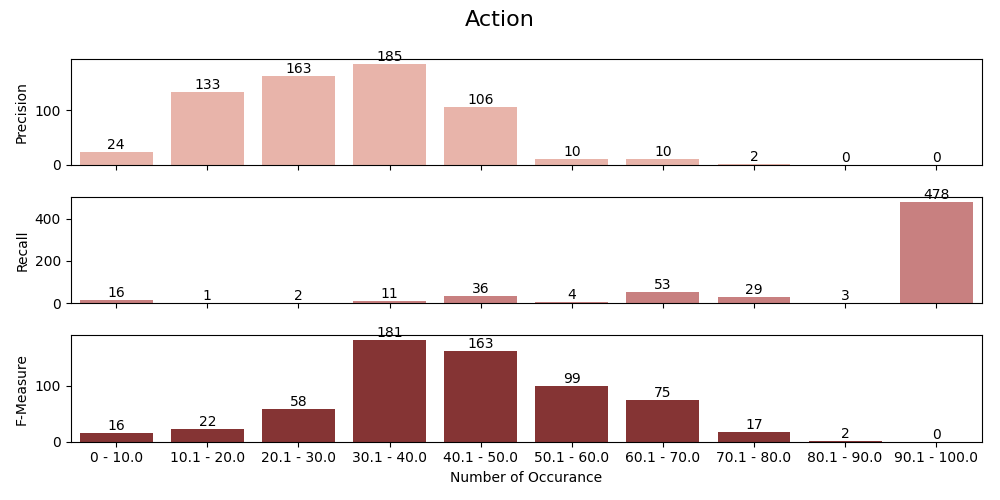 Action
Precision
100
0
24 133 163 185 106 10 10 2 0 0
Recall
400
200
0
16 1 2 11 36 4 53 29 3 478
F-Measure
100
0
16 22 58 181 163 99 75 17 2 0
0 - 10.0 10.1 - 20.0 20.1 - 30.0 30.1 - 40.0 40.1 - 50.0 50.1 - 60.0 60.1 - 70.0 70.1 - 80.0 80.1 - 90.0 90.1 - 100.0
Number of Occurance